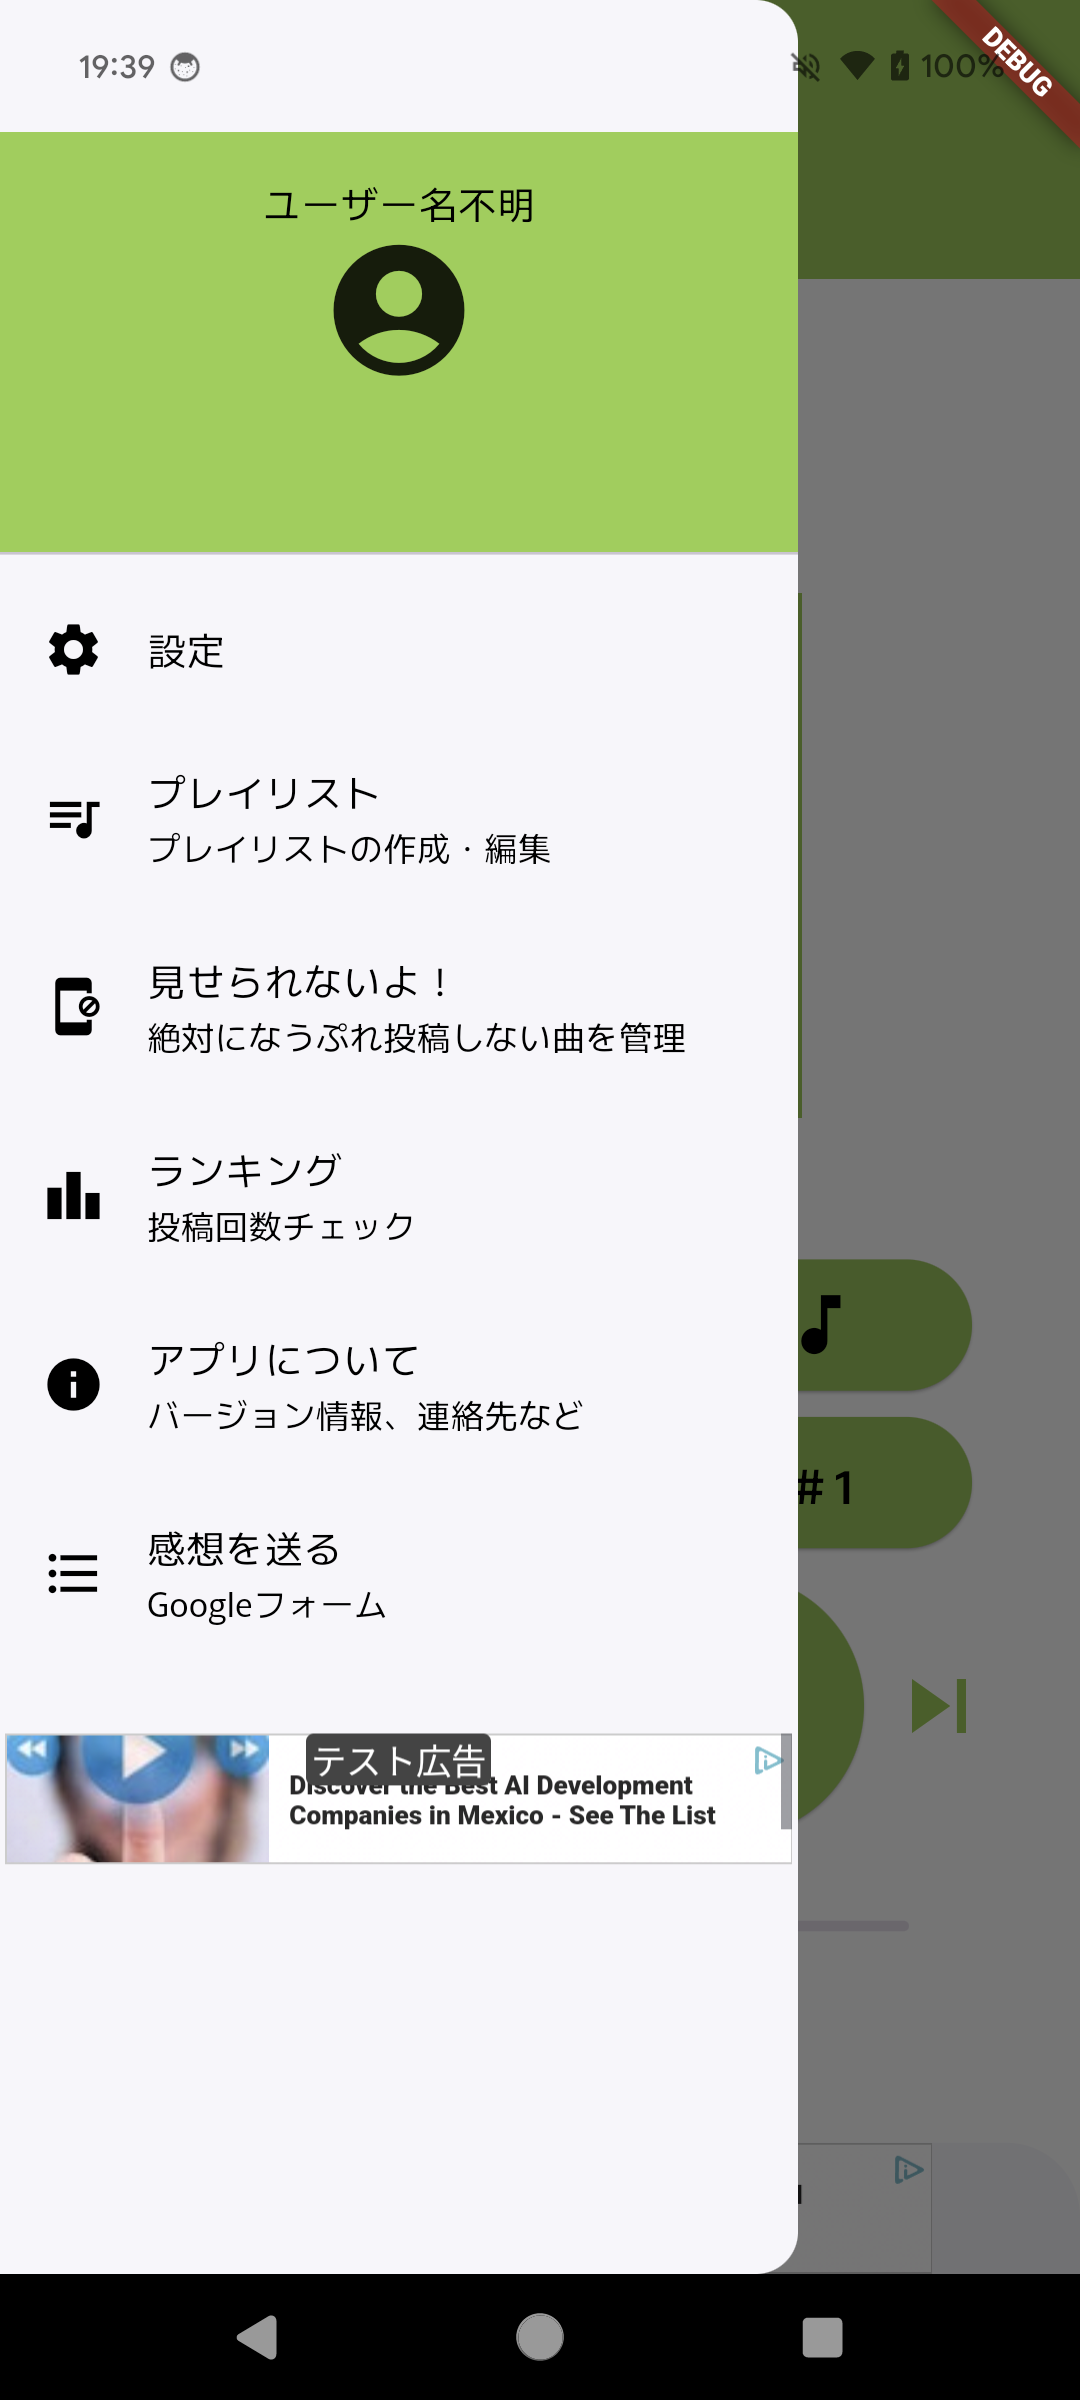 19:39
100%
DEBUG
ユーザー名不明
設定
プレイリスト
プレイリストの作成・編集
見せられないよ！
絶対になうぷれ投稿しない曲を管理
ランキング
投稿回数チェック
アプリについて
バージョン情報、連絡先など
感想を送る
Googleフォーム
#1
テスト広告
Discover the Best AI Development
Companies in Mexico - See The List